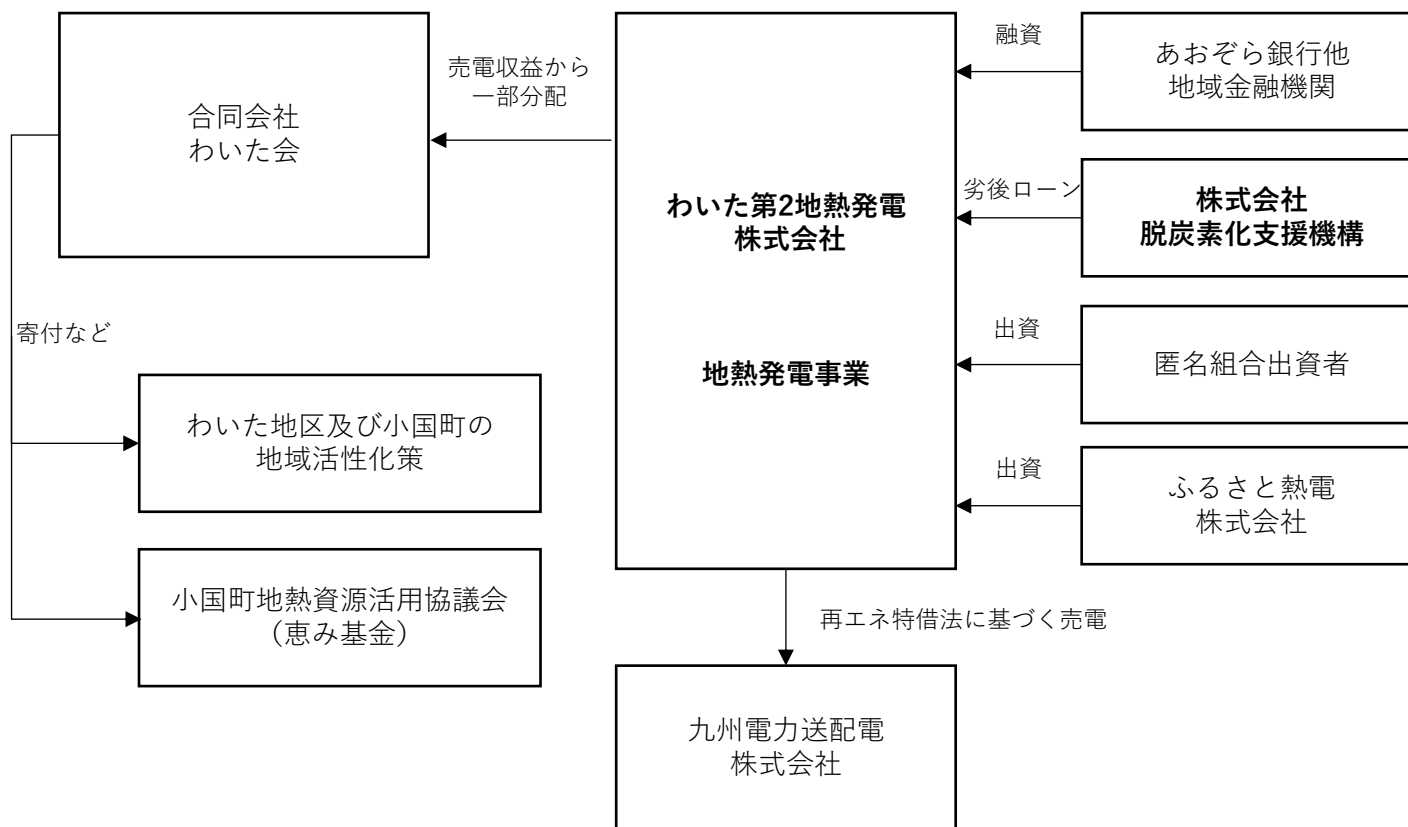 合同会社
わいた会
売電収益から
一部分配
わいた第2地熱発電
株式会社
地熱発電事業
融資
あおぞら銀行他
地域金融機関
劣後ローン
株式会社
脱炭素化支援機構
出資
匿名組合出資者
出資
ふるさと熱電
株式会社
寄付など
わいた地区及び小国町の
地域活性化策
小国町地熱資源活用協議会
（恵み基金）
再エネ特借法に基づく売電
九州電力送配電
株式会社